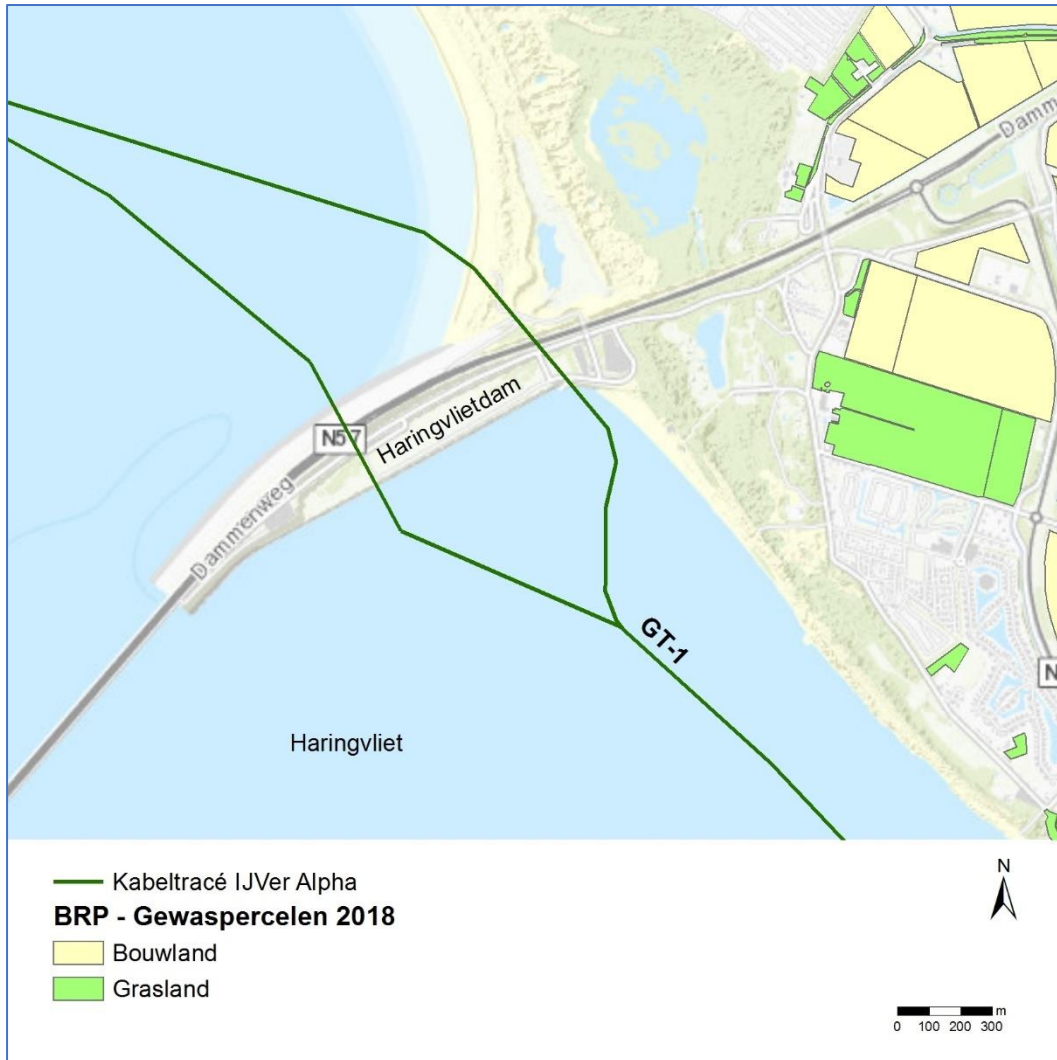 Damm
N57
Haringvlietdam
Dammenweg
GT-1
N
Haringvliet
Kabeltracé IJVer Alpha
BRP - Gewaspercelen 2018
Bouwland
Grasland
N
m
0 100 200 300